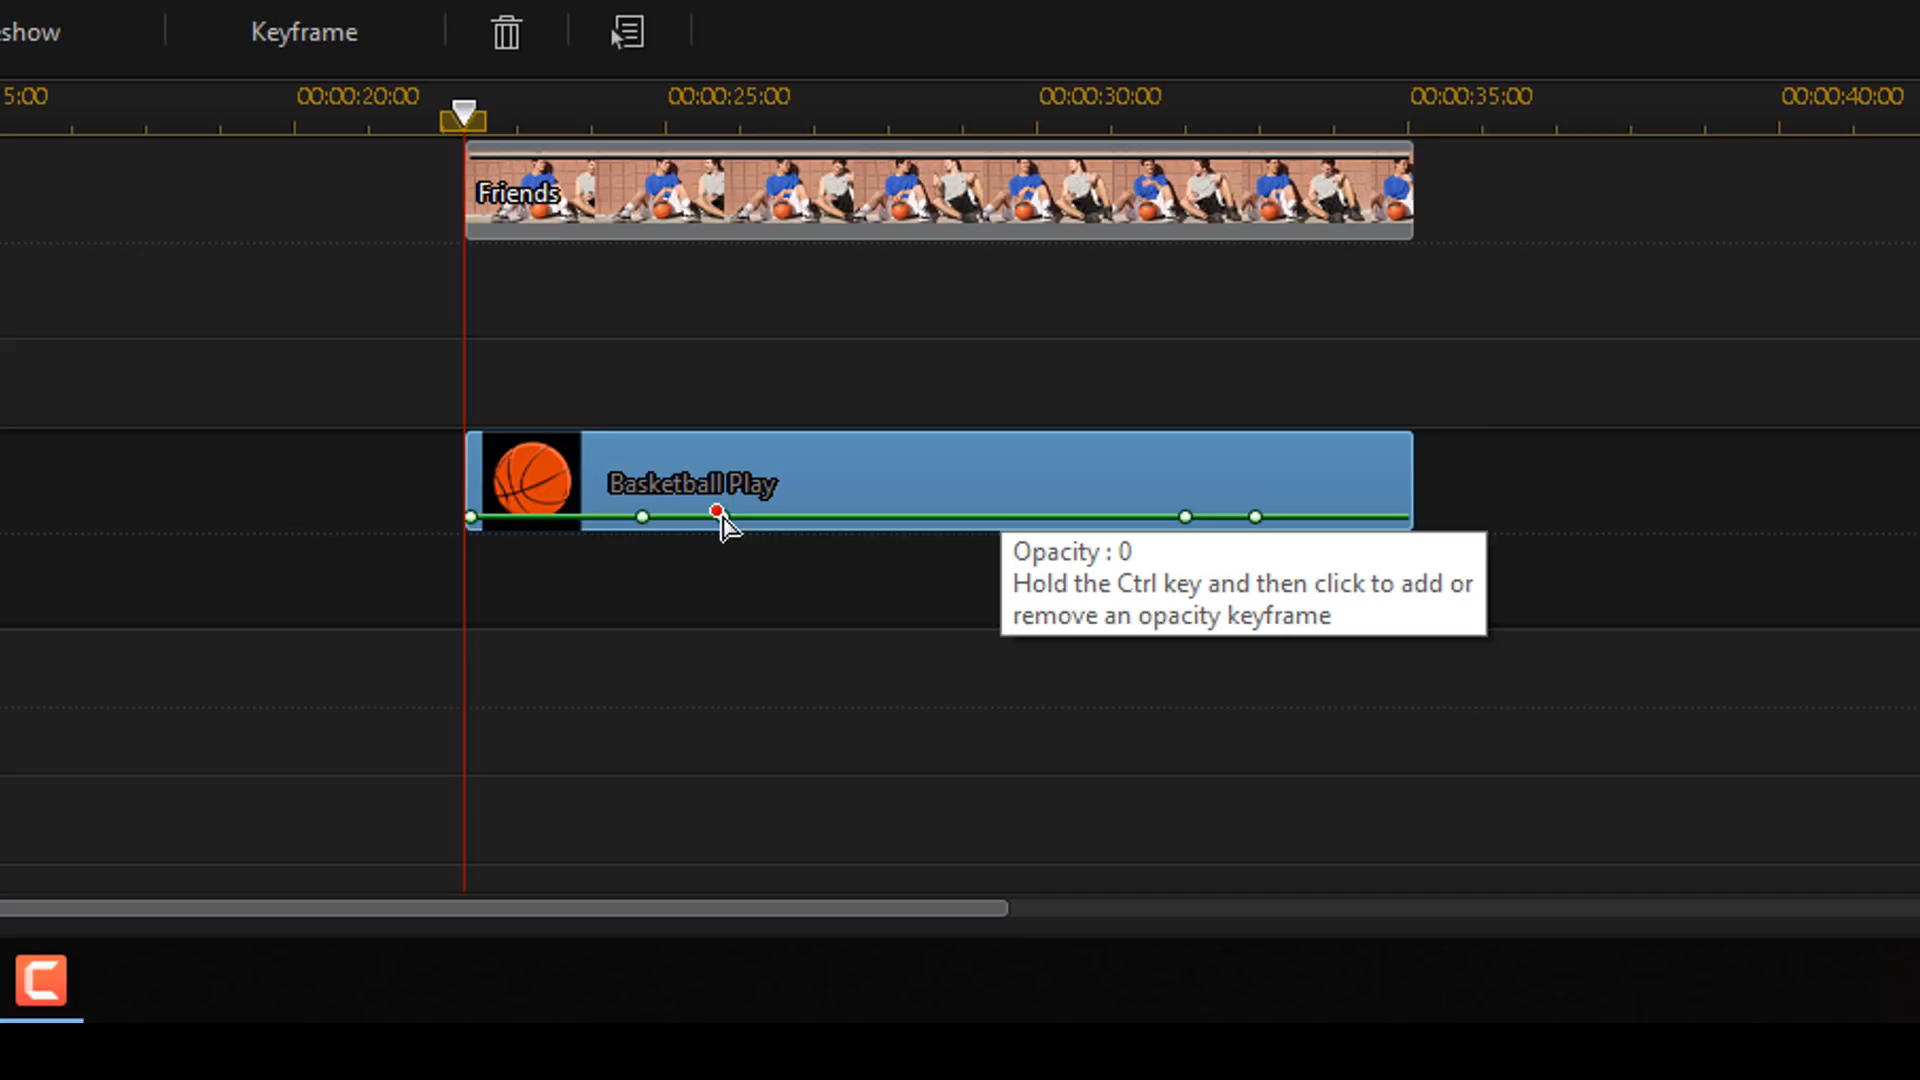 eshow
Keyframe
5:00
00:00:20:00
00:00:25:00
00:00:30:00
00:00:35:00
00:00:40:00
Friends
Basketball Play
Opacity : 0
Hold the Ctrl key and then click to add or
remove an opacity keyframe